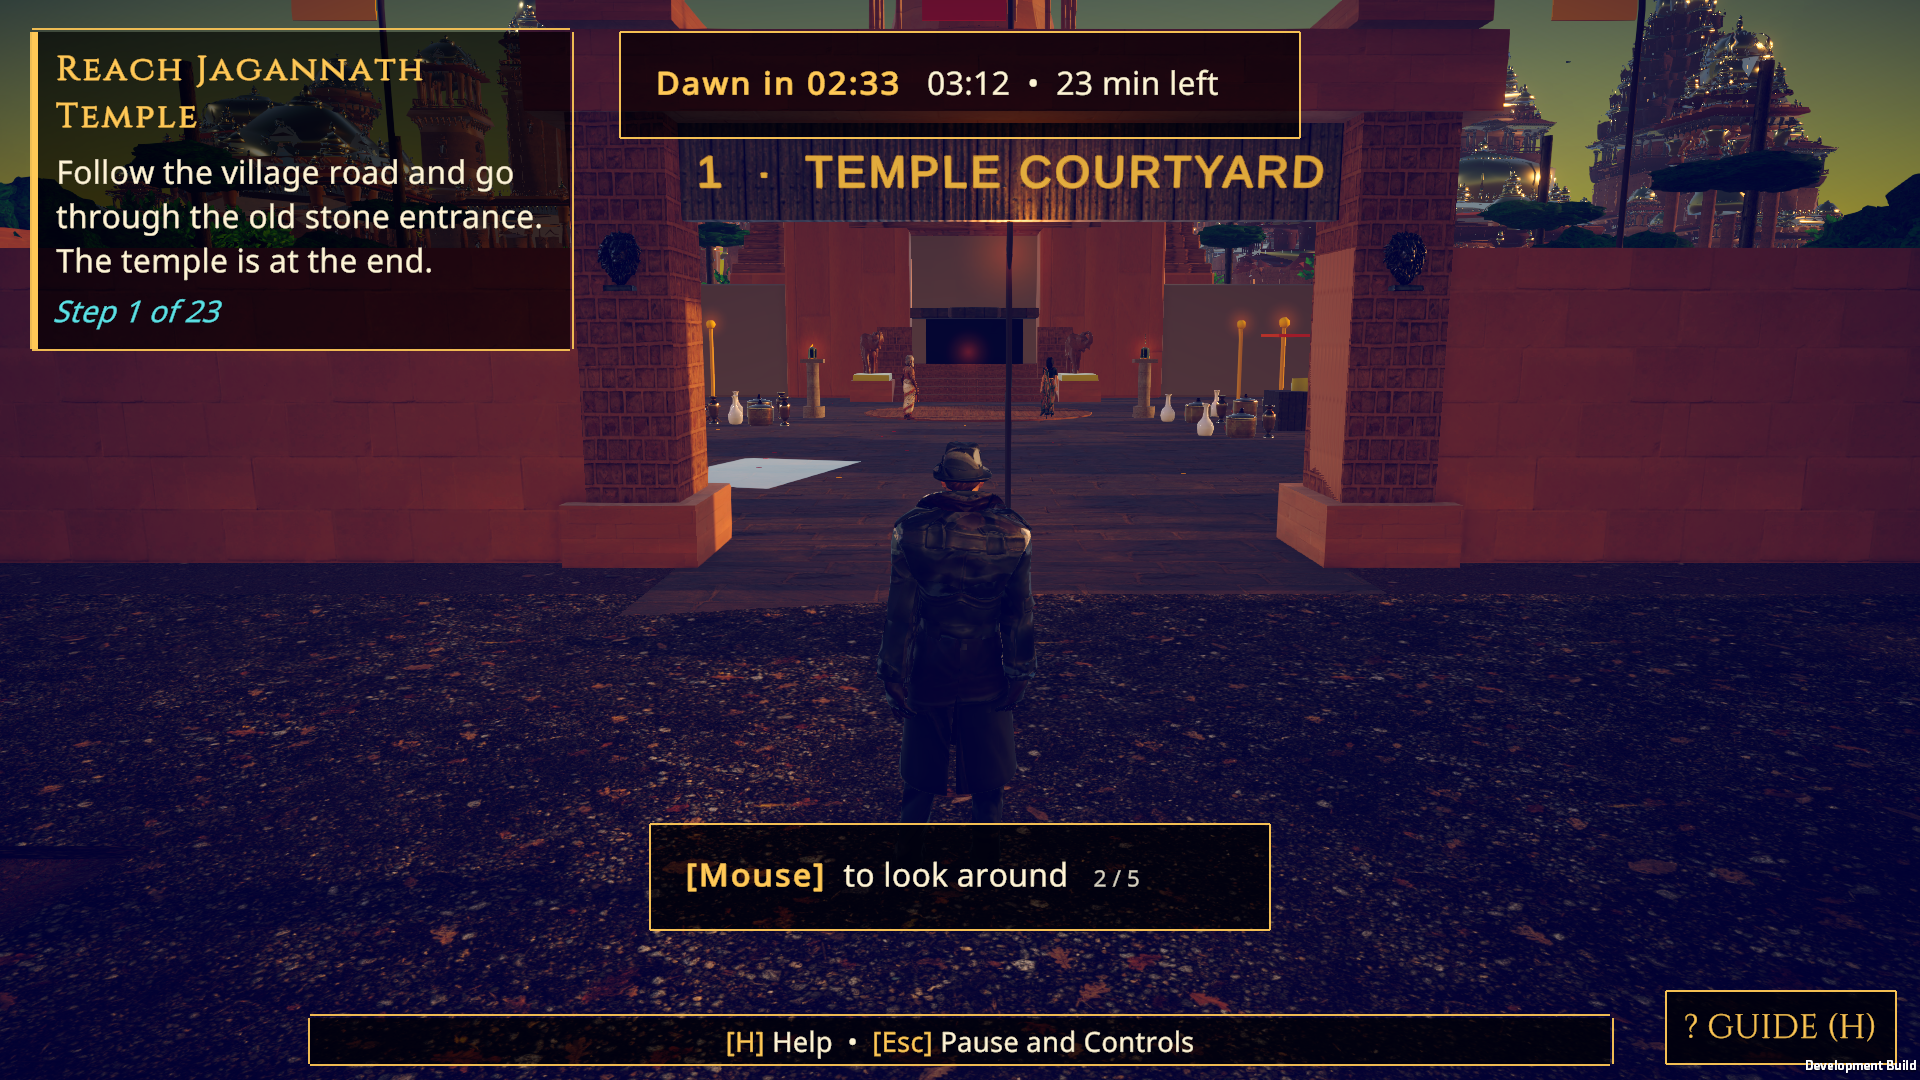 REACH JAGANNATH
TEMPLE
Follow the village road and go
through the old stone entrance.
The temple is at the end.
Step 1 of 23
Dawn in 02:33 03:12 • 23 min left
1 · TEMPLE COURTYARD
[Mouse] to look around 2 / 5
[H] Help • [Esc] Pause and Controls
? GUIDE (H)
Development Build